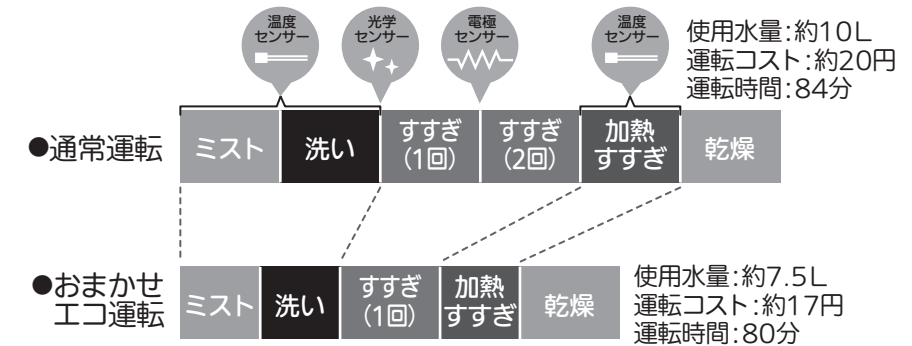 温度
センサー
光学
センサー
電極
センサー
温度
センサー
使用水量:約10L
運転コスト:約20円
運転時間:84分
●通常運転
ミスト
洗い
すすぎ
(1回)
すすぎ
(2回)
加熱
すすぎ
乾燥
●おまかせ
エコ運転
ミスト
洗い
すすぎ
(1回)
加熱
すすぎ
乾燥
使用水量:約7.5L
運転コスト:約17円
運転時間:80分